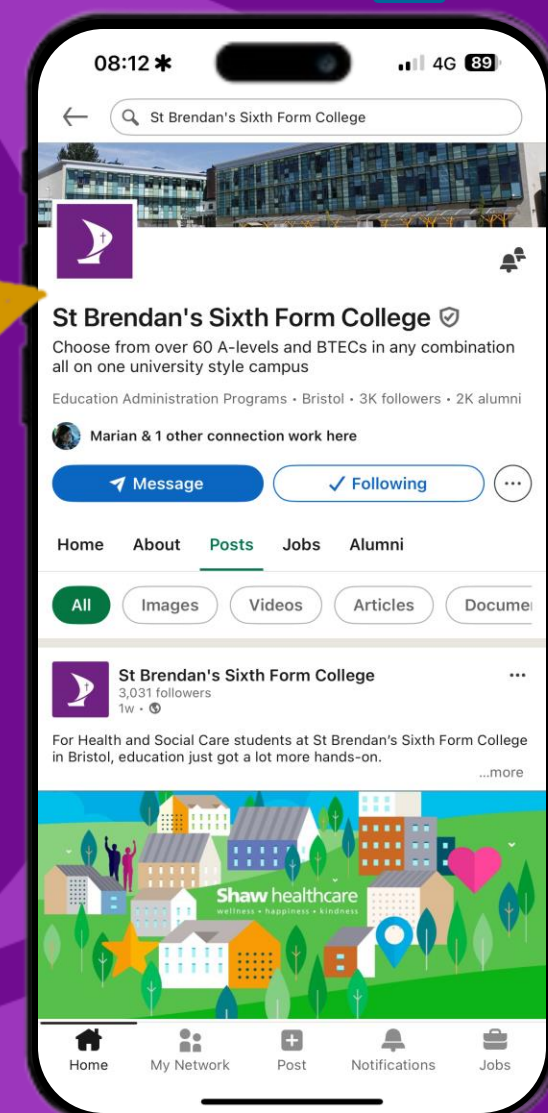 08:12
4G 89
St Brendan's Sixth Form College
St Brendan's Sixth Form College
Choose from over 60 A-levels and BTECs in any combination
all on one university style campus
Education Administration Programs • Bristol • 3K followers • 2K alumni
Marian & 1 other connection work here
Message
Following
Home About Posts Jobs Alumni
All Images Videos Articles Documer
St Brendan's Sixth Form College
3,031 followers
1w •
For Health and Social Care students at St Brendan's Sixth Form College
in Bristol, education just got a lot more hands-on.
...more
Shaw healthcare
wellness • happiness • kindness
Home My Network Post Notifications Jobs